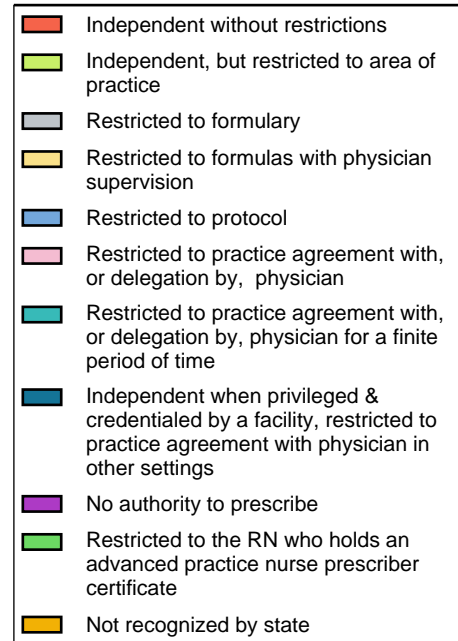 Independent without restrictions
Independent, but restricted to area of
practice
Restricted to formulary
Restricted to formulas with physician
supervision
Restricted to protocol
Restricted to practice agreement with,
or delegation by, physician
Restricted to practice agreement with,
or delegation by, physician for a finite
period of time
Independent when privileged &
credentialed by a facility, restricted to
practice agreement with physician in
other settings
No authority to prescribe
Restricted to the RN who holds an
advanced practice nurse prescriber
certificate
Not recognized by state